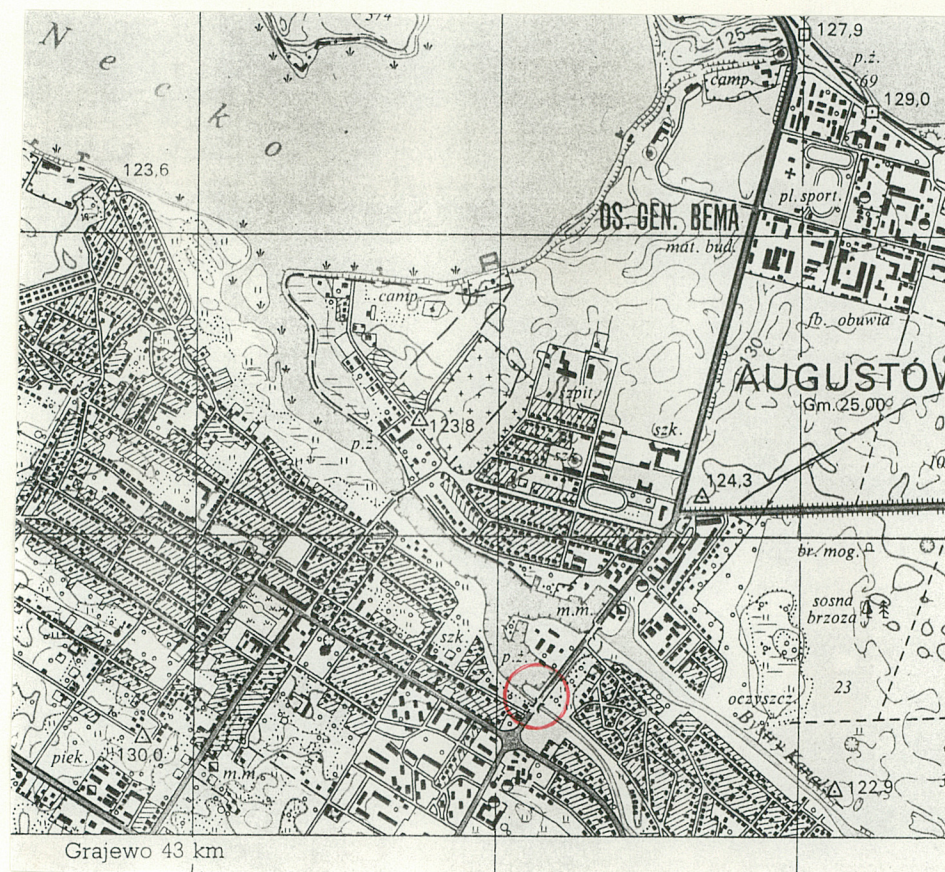 N e c k o
374
125
127,9
p.ż.
69
camp.
129,0
123,6
pl. sport.
OS. GEN. BEMA
mat. bud.
camp.
fb. obuwia
130
AUGUSTÓW
Gm. 25,00
szpit.
123,8
szk.
szk.
p.ż.
124,3
br. mog.
sosna
brzoza
m.m.
szk.
p.ż.
23
oczyszcz.
Bystry Kanał
piek.
130,0
m.m.
122,9
Grajewo 43 km